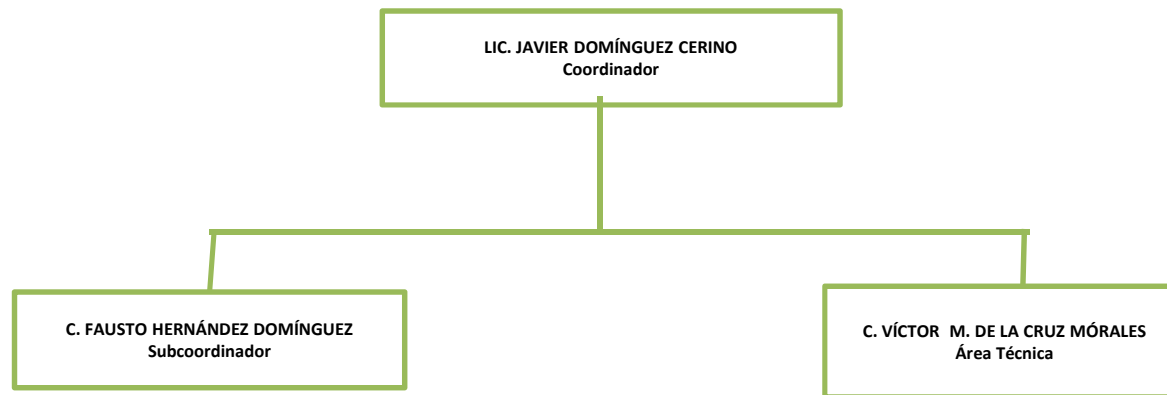 LIC. JAVIER DOMÍNGUEZ CERINO
Coordinador
C. FAUSTO HERNÁNDEZ DOMÍNGUEZ
Subcoordinador
C. VÍCTOR M. DE LA CRUZ MÓRALES
Área Técnica